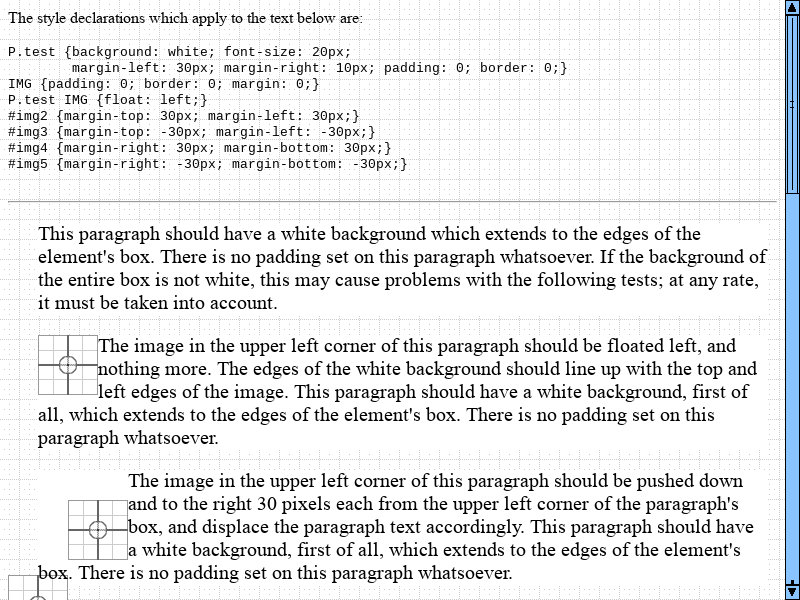 The style declarations which apply to the text below are:
P.test {background: white; font-size: 20px;
margin-left: 30px; margin-right: 10px; padding: 0; border: 0;}
IMG {padding: 0; border: 0; margin: 0;}
P.test IMG {float: left;}
#img2 {margin-top: 30px; margin-left: 30px;}
#img3 {margin-top: -30px; margin-left: -30px;}
#img4 {margin-right: 30px; margin-bottom: 30px;}
#img5 {margin-right: -30px; margin-bottom: -30px;}
This paragraph should have a white background which extends to the edges of the
element's box. There is no padding set on this paragraph whatsoever. If the background of
the entire box is not white, this may cause problems with the following tests; at any rate,
it must be taken into account.
The image in the upper left corner of this paragraph should be floated left, and
nothing more. The edges of the white background should line up with the top and
left edges of the image. This paragraph should have a white background, first of
all, which extends to the edges of the element's box. There is no padding set on this
paragraph whatsoever.
The image in the upper left corner of this paragraph should be pushed down
and to the right 30 pixels each from the upper left corner of the paragraph's
box, and displace the paragraph text accordingly. This paragraph should have
a white background, first of all, which extends to the edges of the element's
box. There is no padding set on this paragraph whatsoever.